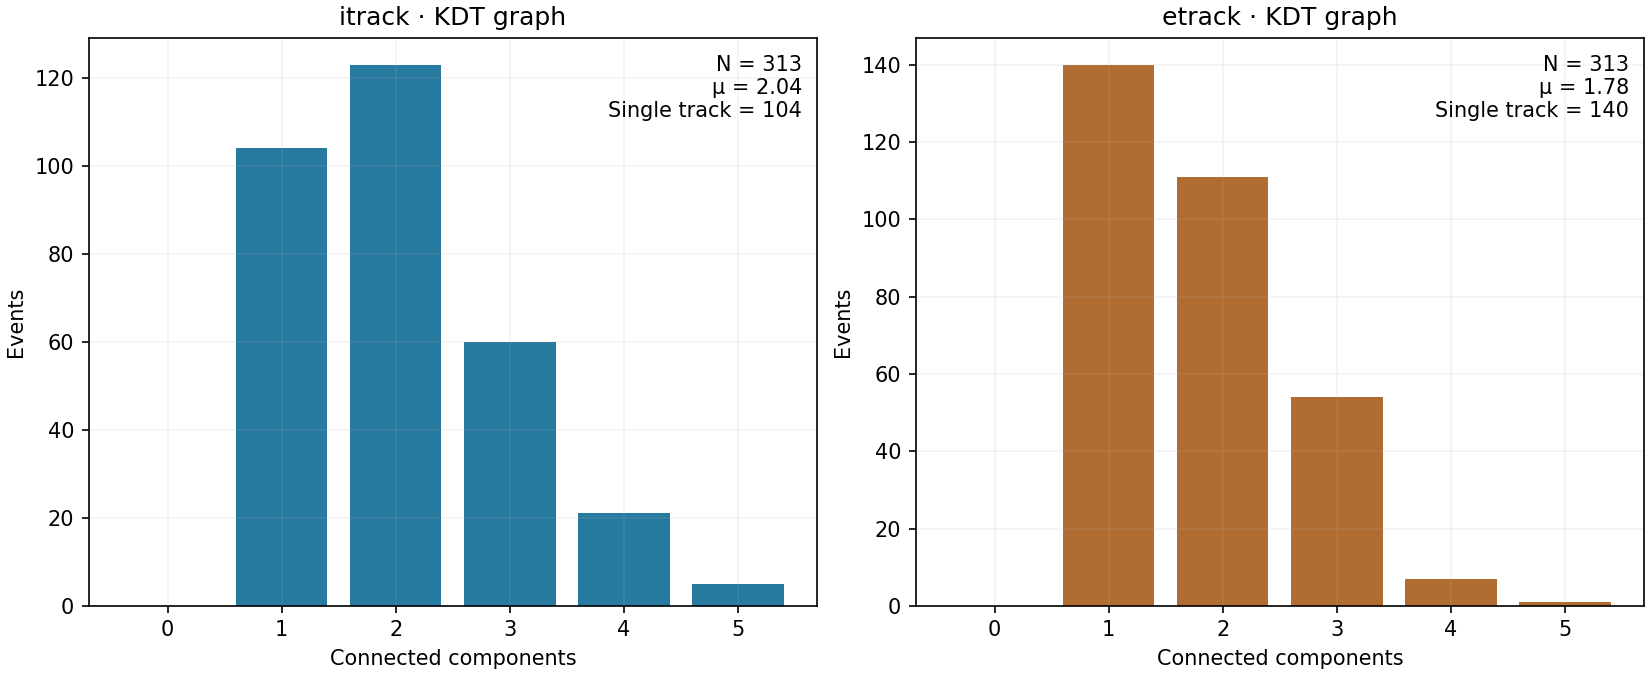 itrack · KDT graph
N = 313
μ = 2.04
Single track = 104
Events
120
100
80
60
40
20
0
0 1 2 3 4 5
Connected components
etrack · KDT graph
N = 313
μ = 1.78
Single track = 140
Events
140
120
100
80
60
40
20
0
0 1 2 3 4 5
Connected components